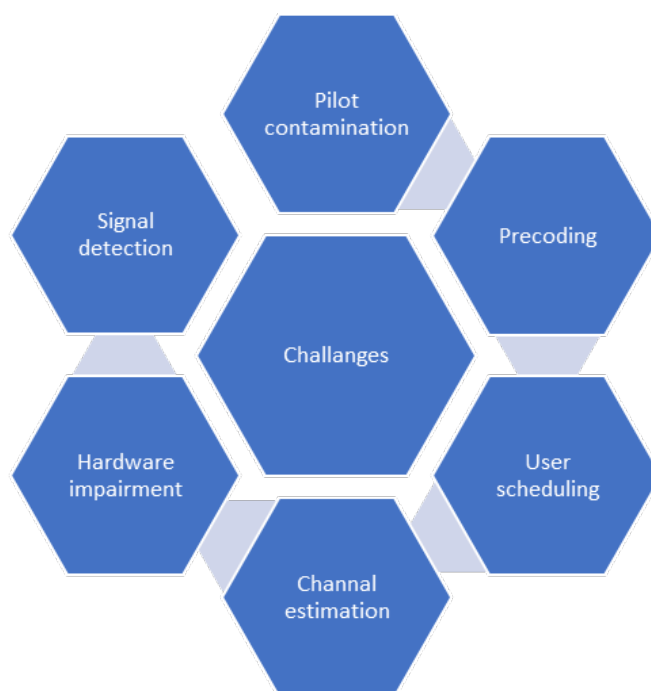 Pilot
contamination
Signal
detection
Precoding
Challanges
Hardware
impairment
User
scheduling
Channal
estimation